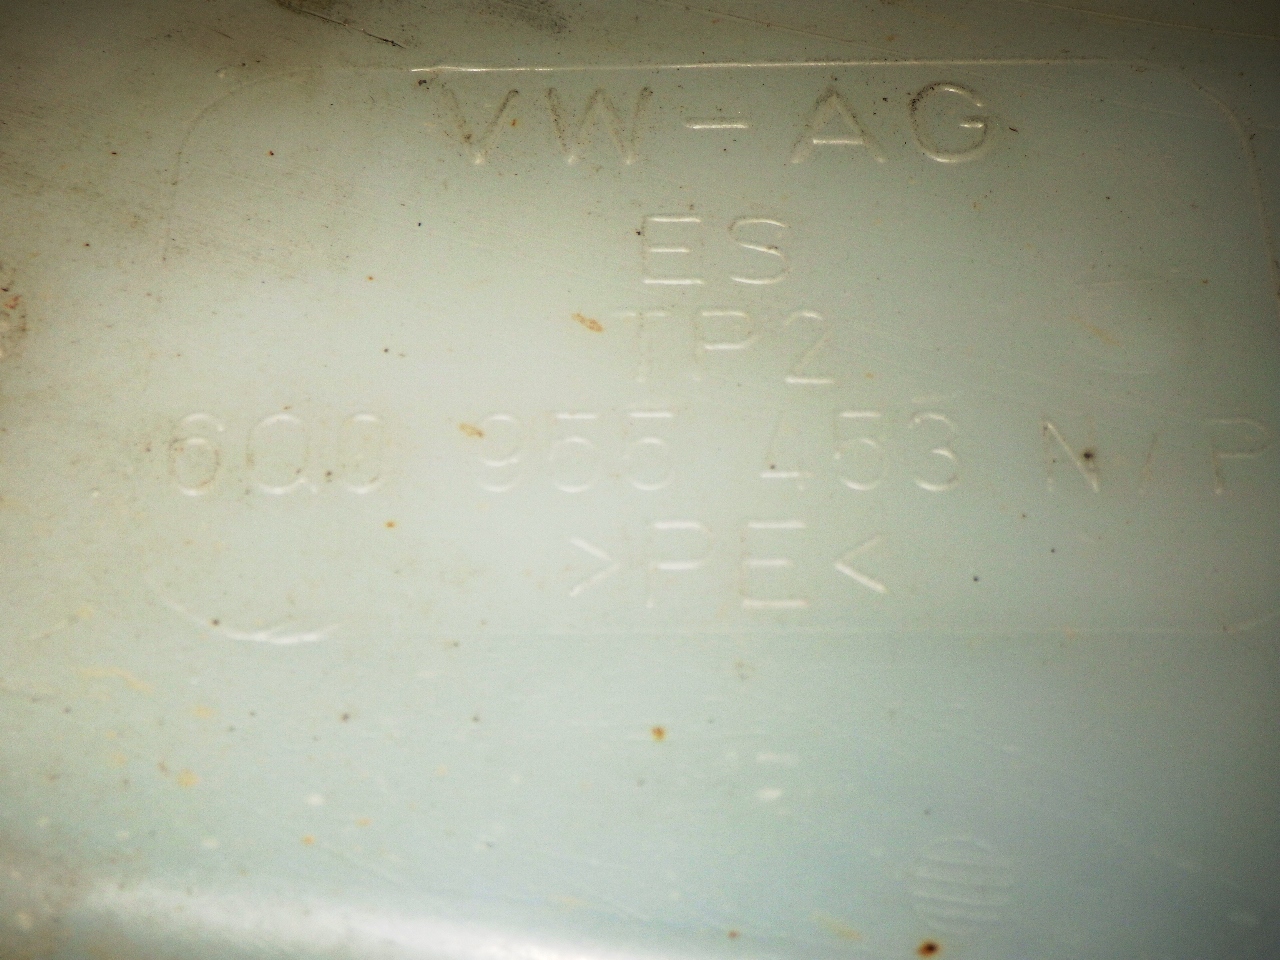 VW-AG
ES
TP2
6Q0 955 453 N/P
>PE<